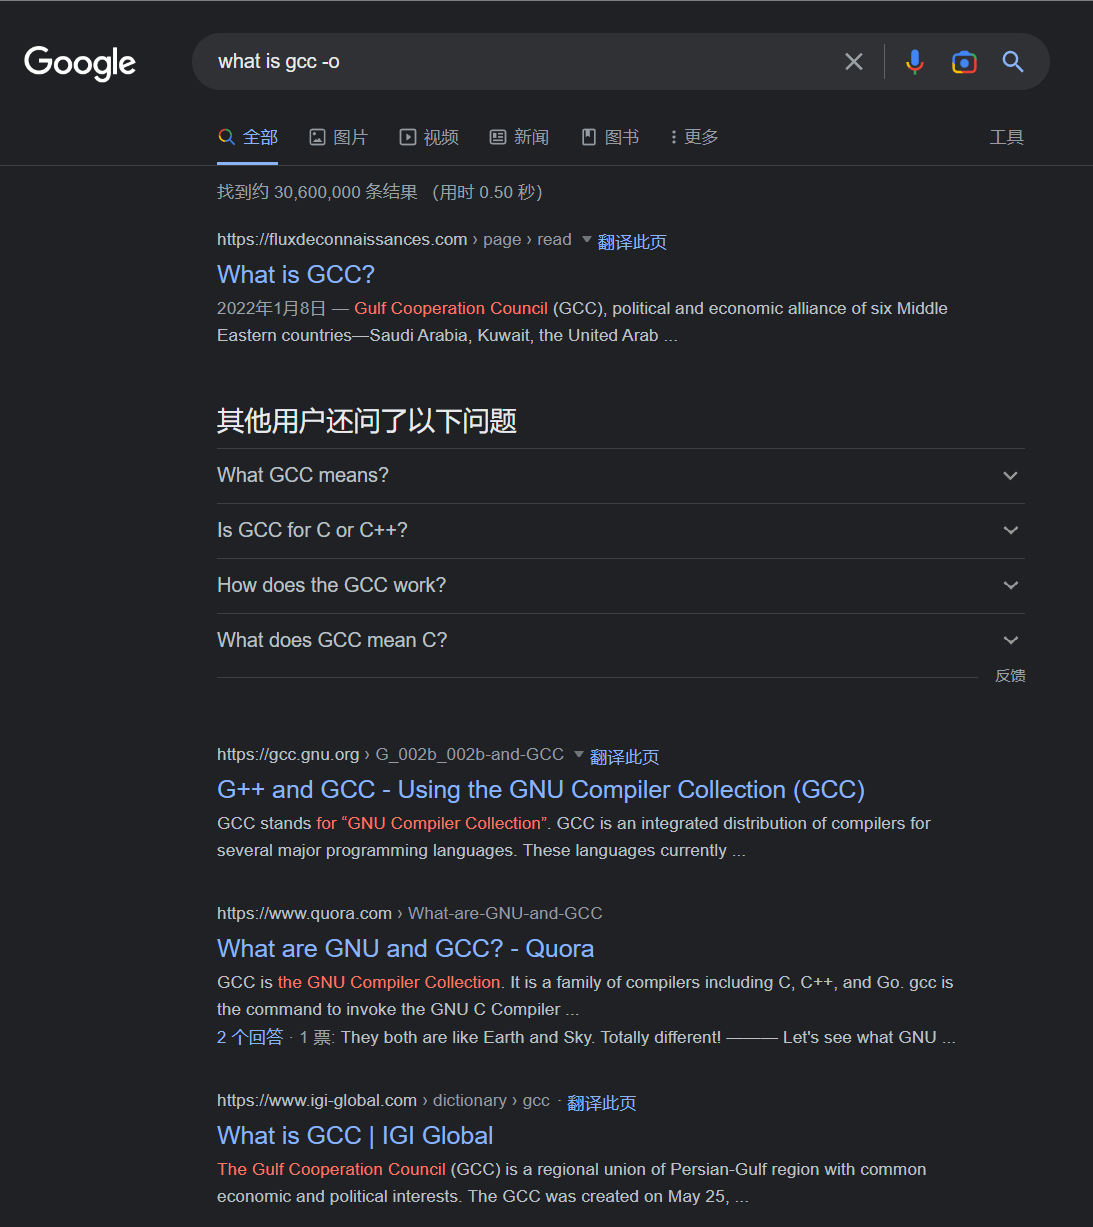 Google
what is gcc -o
全部 图片 视频 新闻 图书 更多 工具
找到约 30,600,000 条结果 （用时 0.50 秒）
https://fluxdeconnaissances.com › page › read 翻译此页
What is GCC?
2022年1月8日 — Gulf Cooperation Council (GCC), political and economic alliance of six Middle
Eastern countries—Saudi Arabia, Kuwait, the United Arab ...
其他用户还问了以下问题
What GCC means?
Is GCC for C or C++?
How does the GCC work?
What does GCC mean C?
反馈
https://gcc.gnu.org › G_002b_002b-and-GCC 翻译此页
G++ and GCC - Using the GNU Compiler Collection (GCC)
GCC stands for “GNU Compiler Collection”. GCC is an integrated distribution of compilers for
several major programming languages. These languages currently ...
https://www.quora.com › What-are-GNU-and-GCC
What are GNU and GCC? - Quora
GCC is the GNU Compiler Collection. It is a family of compilers including C, C++, and Go. gcc is
the command to invoke the GNU C Compiler ...
2 个回答 · 1 票: They both are like Earth and Sky. Totally different! ——— Let's see what GNU ...
https://www.igi-global.com › dictionary › gcc · 翻译此页
What is GCC | IGI Global
The Gulf Cooperation Council (GCC) is a regional union of Persian-Gulf region with common
economic and political interests. The GCC was created on May 25, ...